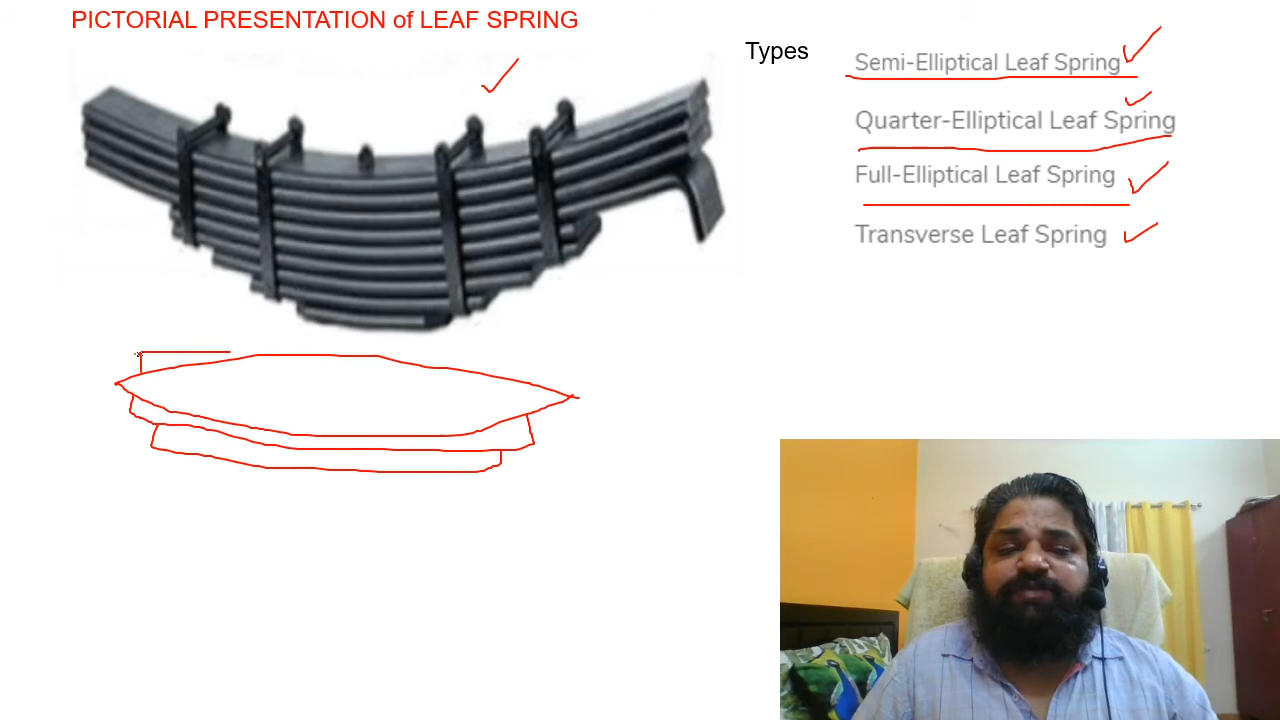 PICTORIAL PRESENTATION of LEAF SPRING
Types
Semi-Elliptical Leaf Spring
Quarter-Elliptical Leaf Spring
Full-Elliptical Leaf Spring
Transverse Leaf Spring